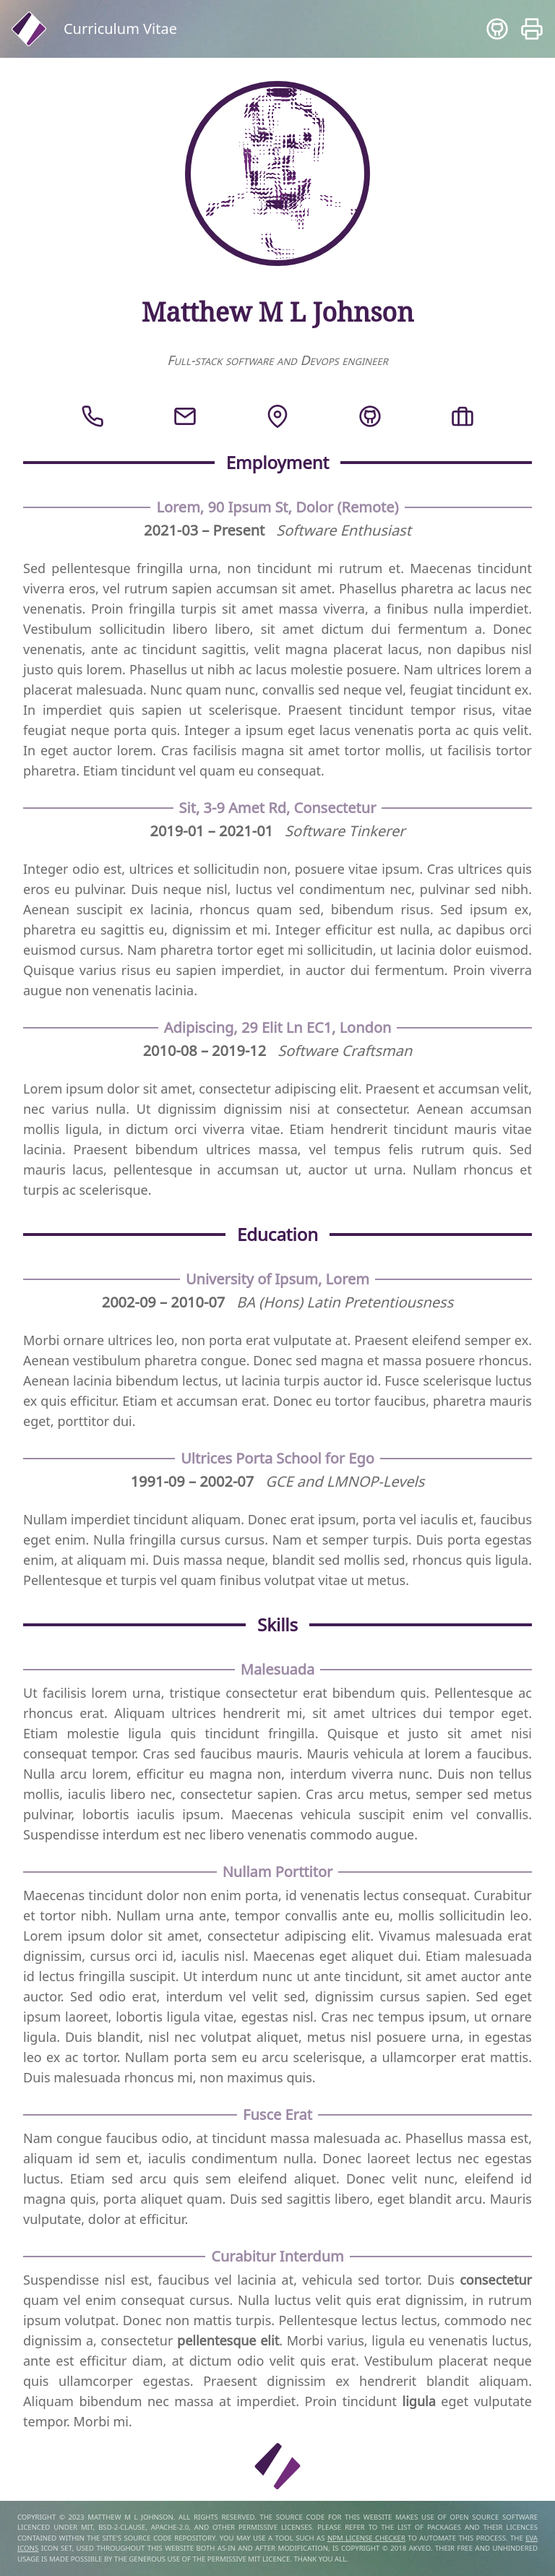 Curriculum Vitae
Matthew M L Johnson
Full-stack software and Devops engineer
Employment
Lorem, 90 Ipsum St, Dolor (Remote)
2021-03 – Present Software Enthusiast
Sed pellentesque fringilla urna, non tincidunt mi rutrum et. Maecenas tincidunt
viverra eros, vel rutrum sapien accumsan sit amet. Phasellus pharetra ac lacus nec
venenatis. Proin fringilla turpis sit amet massa viverra, a finibus nulla imperdiet.
Vestibulum sollicitudin libero libero, sit amet dictum dui fermentum a. Donec
venenatis, ante ac tincidunt sagittis, velit magna placerat lacus, non dapibus nisl
justo quis lorem. Phasellus ut nibh ac lacus molestie posuere. Nam ultrices lorem a
placerat malesuada. Nunc quam nunc, convallis sed neque vel, feugiat tincidunt ex.
In imperdiet quis sapien ut scelerisque. Praesent tincidunt tempor risus, vitae
feugiat neque porta quis. Integer a ipsum eget lacus venenatis porta ac quis velit.
In eget auctor lorem. Cras facilisis magna sit amet tortor mollis, ut facilisis tortor
pharetra. Etiam tincidunt vel quam eu consequat.
Sit, 3-9 Amet Rd, Consectetur
2019-01 – 2021-01 Software Tinkerer
Integer odio est, ultrices et sollicitudin non, posuere vitae ipsum. Cras ultrices quis
eros eu pulvinar. Duis neque nisl, luctus vel condimentum nec, pulvinar sed nibh.
Aenean suscipit ex lacinia, rhoncus quam sed, bibendum risus. Sed ipsum ex,
pharetra eu sagittis eu, dignissim et mi. Integer efficitur est nulla, ac dapibus orci
euismod cursus. Nam pharetra tortor eget mi sollicitudin, ut lacinia dolor euismod.
Quisque varius risus eu sapien imperdiet, in auctor dui fermentum. Proin viverra
augue non venenatis lacinia.
Adipiscing, 29 Elit Ln EC1, London
2010-08 – 2019-12 Software Craftsman
Lorem ipsum dolor sit amet, consectetur adipiscing elit. Praesent et accumsan velit,
nec varius nulla. Ut dignissim dignissim nisi at consectetur. Aenean accumsan
mollis ligula, in dictum orci viverra vitae. Etiam hendrerit tincidunt mauris vitae
lacinia. Praesent bibendum ultrices massa, vel tempus felis rutrum quis. Sed
mauris lacus, pellentesque in accumsan ut, auctor ut urna. Nullam rhoncus et
turpis ac scelerisque.
Education
University of Ipsum, Lorem
2002-09 – 2010-07 BA (Hons) Latin Pretentiousness
Morbi ornare ultrices leo, non porta erat vulputate at. Praesent eleifend semper ex.
Aenean vestibulum pharetra congue. Donec sed magna et massa posuere rhoncus.
Aenean lacinia bibendum lectus, ut lacinia turpis auctor id. Fusce scelerisque luctus
ex quis efficitur. Etiam et accumsan erat. Donec eu tortor faucibus, pharetra mauris
eget, porttitor dui.
Ultrices Porta School for Ego
1991-09 – 2002-07 GCE and LMNOP-Levels
Nullam imperdiet tincidunt aliquam. Donec erat ipsum, porta vel iaculis et, faucibus
eget enim. Nulla fringilla cursus cursus. Nam et semper turpis. Duis porta egestas
enim, at aliquam mi. Duis massa neque, blandit sed mollis sed, rhoncus quis ligula.
Pellentesque et turpis vel quam finibus volutpat vitae ut metus.
Skills
Malesuada
Ut facilisis lorem urna, tristique consectetur erat bibendum quis. Pellentesque ac
rhoncus erat. Aliquam ultrices hendrerit mi, sit amet ultrices dui tempor eget.
Etiam molestie ligula quis tincidunt fringilla. Quisque et justo sit amet nisi
consequat tempor. Cras sed faucibus mauris. Mauris vehicula at lorem a faucibus.
Nulla arcu lorem, efficitur eu magna non, interdum viverra nunc. Duis non tellus
mollis, iaculis libero nec, consectetur sapien. Cras arcu metus, semper sed metus
pulvinar, lobortis iaculis ipsum. Maecenas vehicula suscipit enim vel convallis.
Suspendisse interdum est nec libero venenatis commodo augue.
Nullam Porttitor
Maecenas tincidunt dolor non enim porta, id venenatis lectus consequat. Curabitur
et tortor nibh. Nullam urna ante, tempor convallis ante eu, mollis sollicitudin leo.
Lorem ipsum dolor sit amet, consectetur adipiscing elit. Vivamus malesuada erat
dignissim, cursus orci id, iaculis nisl. Maecenas eget aliquet dui. Etiam malesuada
id lectus fringilla suscipit. Ut interdum nunc ut ante tincidunt, sit amet auctor ante
auctor. Sed odio erat, interdum vel velit sed, dignissim cursus sapien. Sed eget
ipsum laoreet, lobortis ligula vitae, egestas nisl. Cras nec tempus ipsum, ut ornare
ligula. Duis blandit, nisl nec volutpat aliquet, metus nisl posuere urna, in egestas
leo ex ac tortor. Nullam porta sem eu arcu scelerisque, a ullamcorper erat mattis.
Duis malesuada rhoncus mi, non maximus quis.
Fusce Erat
Nam congue faucibus odio, at tincidunt massa malesuada ac. Phasellus massa est,
aliquam id sem et, iaculis condimentum nulla. Donec laoreet lectus nec egestas
luctus. Etiam sed arcu quis sem eleifend aliquet. Donec velit nunc, eleifend id
magna quis, porta aliquet quam. Duis sed sagittis libero, eget blandit arcu. Mauris
vulputate, dolor at efficitur.
Curabitur Interdum
Suspendisse nisl est, faucibus vel lacinia at, vehicula sed tortor. Duis consectetur
quam vel enim consequat cursus. Nulla luctus velit quis erat dignissim, in rutrum
ipsum volutpat. Donec non mattis turpis. Pellentesque lectus lectus, commodo nec
dignissim a, consectetur pellentesque elit. Morbi varius, ligula eu venenatis luctus,
ante est efficitur diam, at dictum odio velit quis erat. Vestibulum placerat neque
quis ullamcorper egestas. Praesent dignissim ex hendrerit blandit aliquam.
Aliquam bibendum nec massa at imperdiet. Proin tincidunt ligula eget vulputate
tempor. Morbi mi.
COPYRIGHT © 2023 MATTHEW M L JOHNSON. ALL RIGHTS RESERVED. THE SOURCE CODE FOR THIS WEBSITE MAKES USE OF OPEN SOURCE SOFTWARE
LICENCED UNDER MIT, BSD-2-CLAUSE, APACHE-2.0, AND OTHER PERMISSIVE LICENSES. PLEASE REFER TO THE LIST OF PACKAGES AND THEIR LICENCES
CONTAINED WITHIN THE SITE'S SOURCE CODE REPOSITORY. YOU MAY USE A TOOL SUCH AS NPM LICENSE CHECKER TO AUTOMATE THIS PROCESS. THE EVA
ICONS ICON SET, USED THROUGHOUT THIS WEBSITE BOTH AS-IN AND AFTER MODIFICATION, IS COPYRIGHT © 2018 AKVEO. THEIR FREE AND UNHINDERED
USAGE IS MADE POSSIBLE BY THE GENEROUS USE OF THE PERMISSIVE MIT LICENCE. THANK YOU ALL.